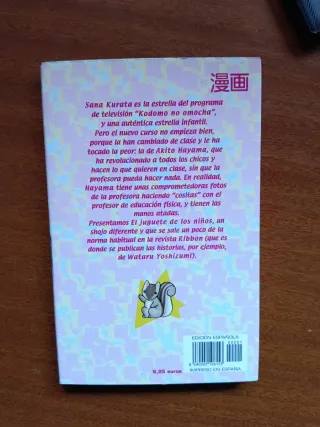 漫画
Sana Kurata es la estrella del programa
de televisión "Kodomo no omocha",
y una auténtica estrella infantil.
Pero el nuevo curso no empieza bien,
porque la han cambiado de clase y le ha
tocado la peor: la de Akito Hayama, que
ha revolucionado a todos los chicos y
hacen lo que quieren en clase, sin que la
profesora pueda hacer nada. En realidad,
Hayama tiene unas comprometedoras fotos
de la profesora haciendo "cositas" con el
profesor de educación física, y tienen las
manos atadas.
Presentamos El juguete de los niños, un
shojo diferente y que se sale un poco de la
norma habitual en la revista Ribbon (que es
donde se publican las historias, por ejemplo,
de Wataru Yoshizumi).
EDICIÓN ESPAÑOLA
IMPRESO EN ESPAÑA